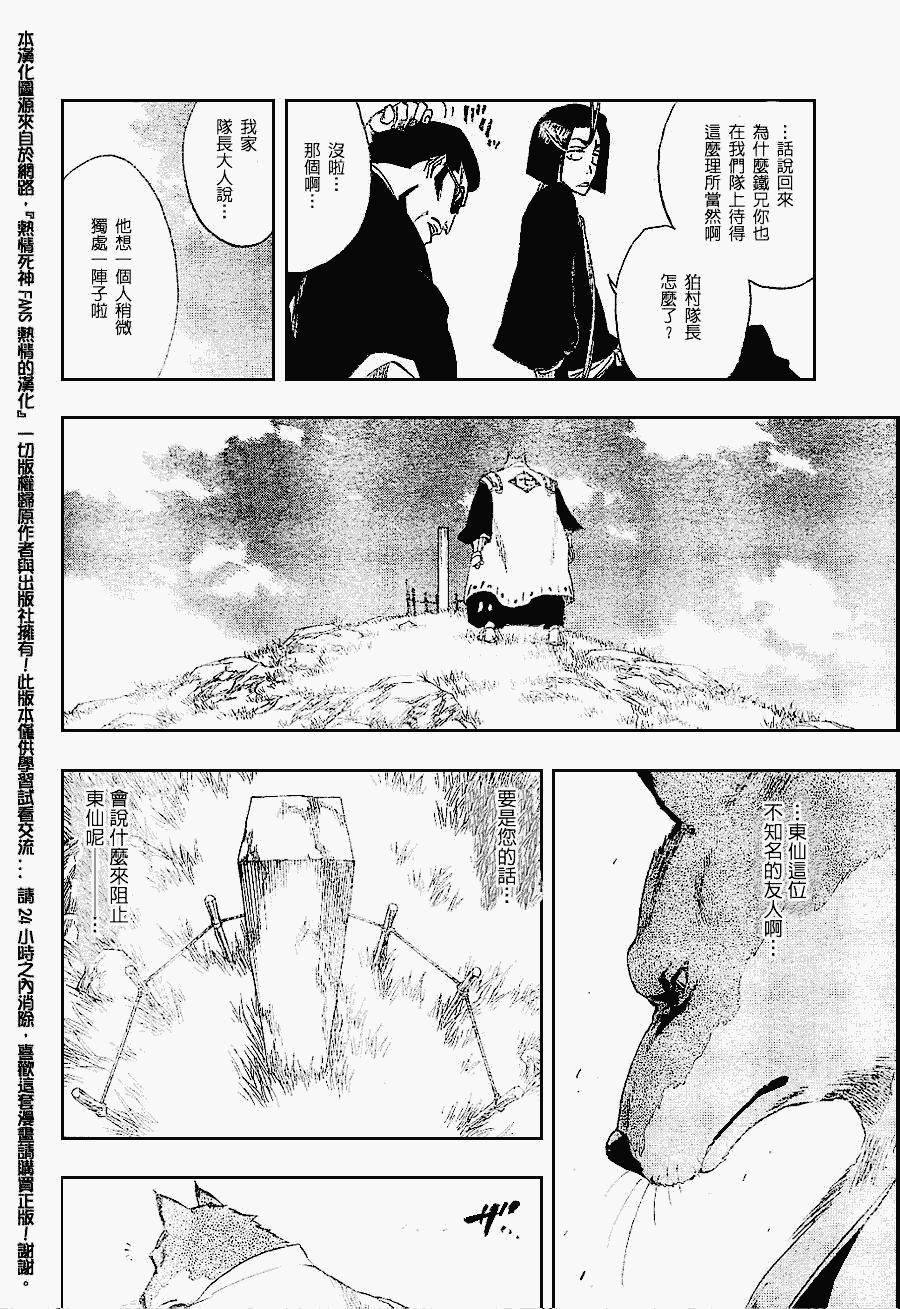 …話說回來
為什麼鐵兄你也
在我們隊上待得
這麼理所當然啊
狛村隊長
怎麼了？
沒啦…
那個啊…
我家
隊長大人說…
他想一個人稍微
獨處一陣子啦
七
…東仙這位
不知名的友人啊…
要是您的話…
會說什麼來阻止
東仙呢——…
ザ…
本漢化圖源來自於網路．『熱情死神FANS熱情的漢化』一切版權歸原作者與出版社擁有！此版本僅供學習試看交流... 請24小時之內消除．喜歡這套漫畫請購買正版！謝謝。